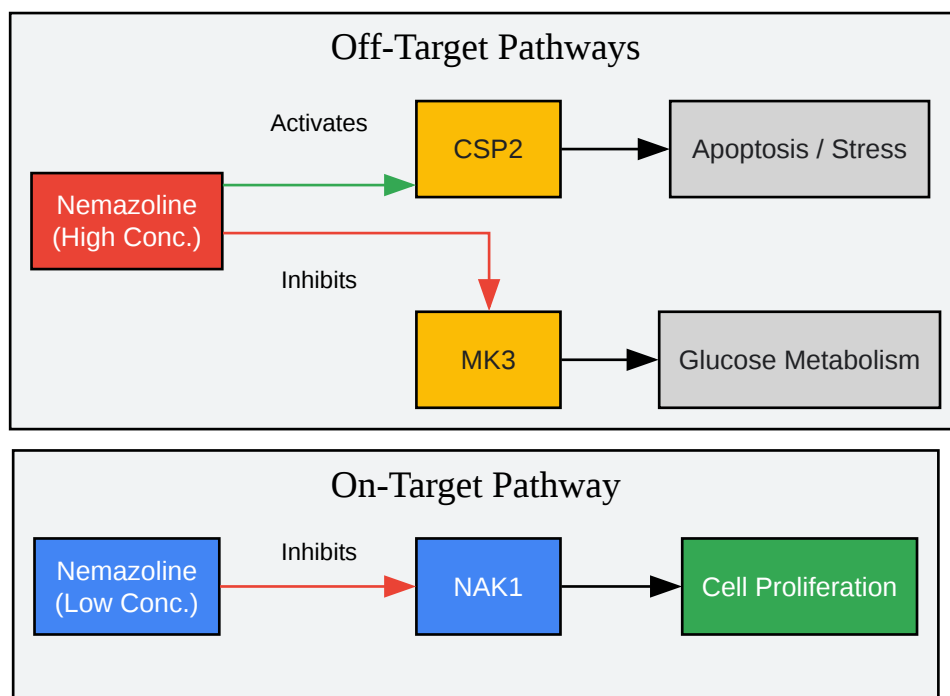 Off-Target Pathways
Activates
CSP2
Apoptosis / Stress
Nemazoline
(High Conc.)
Inhibits
MK3
Glucose Metabolism
On-Target Pathway
Inhibits
Nemazoline
(Low Conc.)
NAK1
Cell Proliferation